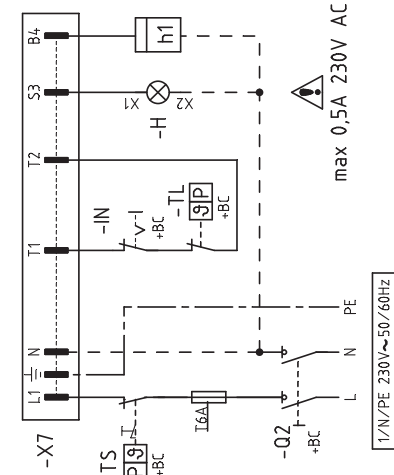 B4
h1
S3
X1
X2
-H
max 0,5A 230V AC
T2
T1
-IN
+BC
-TL
ϑ P
+BC
N
L1
-X7
TS
P ϑ
+BC
T6A
-Q2
+BC
PE
N
L
1/N/PE 230V~50/60Hz